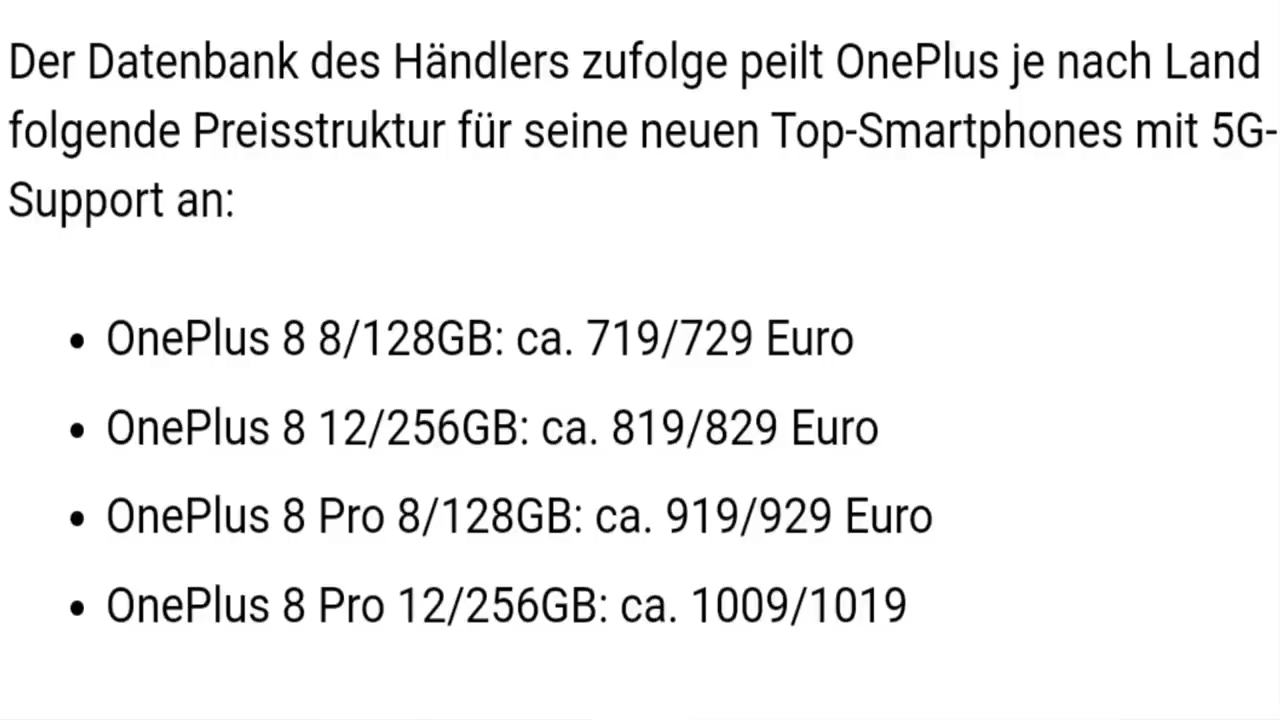 Der Datenbank des Händlers zufolge peilt OnePlus je nach Land
folgende Preisstruktur für seine neuen Top-Smartphones mit 5G-
Support an:
• OnePlus 8 8/128GB: ca. 719/729 Euro
• OnePlus 8 12/256GB: ca. 819/829 Euro
• OnePlus 8 Pro 8/128GB: ca. 919/929 Euro
• OnePlus 8 Pro 12/256GB: ca. 1009/1019